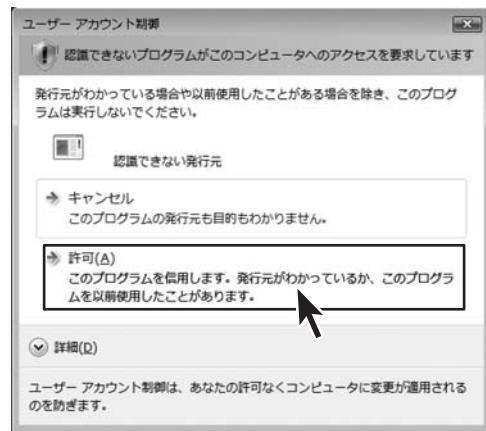 ユーザー アカウント制御
認識できないプログラムがこのコンピュータへのアクセスを要求しています
発行元がわかっている場合や以前使用したことがある場合を除き、このプログ
ラムは実行しないでください。
認識できない発行元
キャンセル
このプログラムの発行元も目的もわかりません。
許可(A)
このプログラムを信用します。発行元がわかっているか、このプログラ
ムを以前使用したことがあります。
詳細(D)
ユーザー アカウント制御は、あなたの許可なくコンピュータに変更が適用される
のを防ぎます。